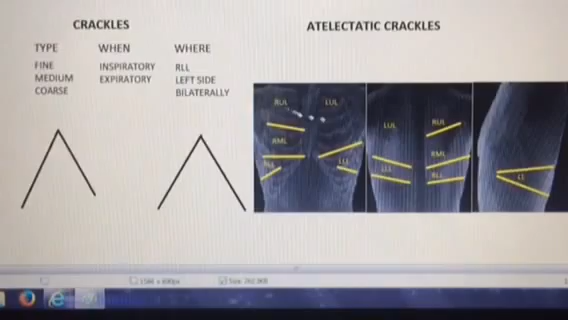 CRACKLES
TYPE WHEN WHERE
FINE INSPIRATORY RLL
MEDIUM EXPIRATORY LEFT SIDE
COARSE BILATERALLY
ATELECTATIC CRACKLES
RUL LUL
RML
RLL LLL
LUL RUL
RML
LLL RLL
LL